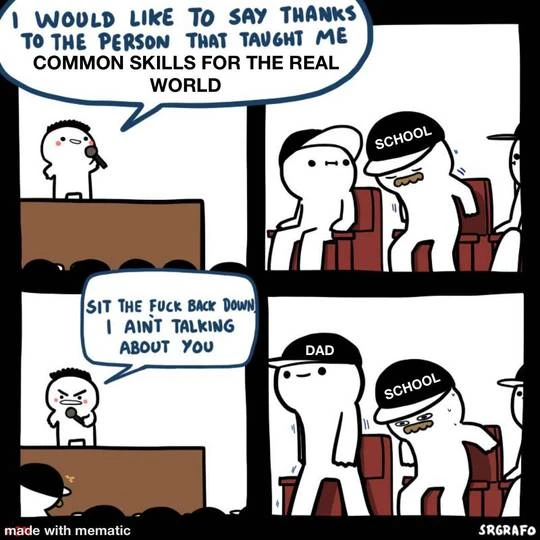 I WOULD LIKE TO SAY THANKS
TO THE PERSON THAT TAUGHT ME
COMMON SKILLS FOR THE REAL
WORLD
SCHOOL
SIT THE FUCK BACK DOWN,
I AIN'T TALKING
ABOUT YOU
DAD
SCHOOL
made with mematic
SRGRAFO